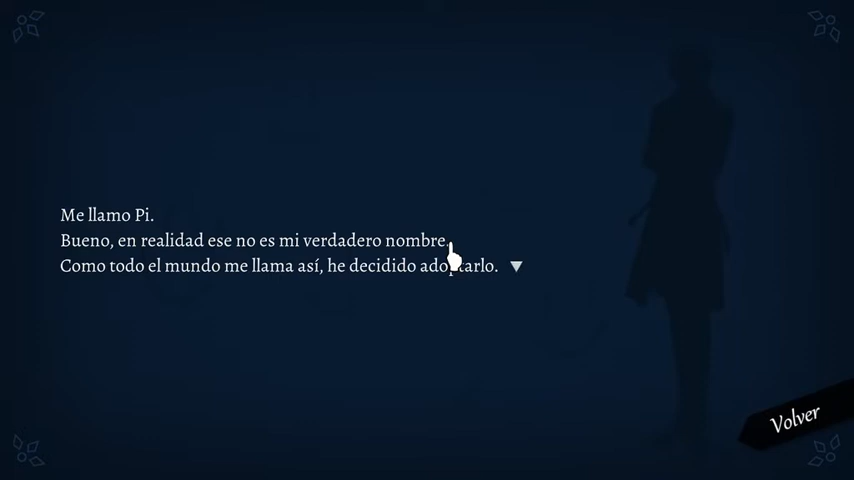 Me llamo Pi.
Bueno, en realidad ese no es mi verdadero nombre.
Como todo el mundo me llama así, he decidido adoptarlo.
Volver